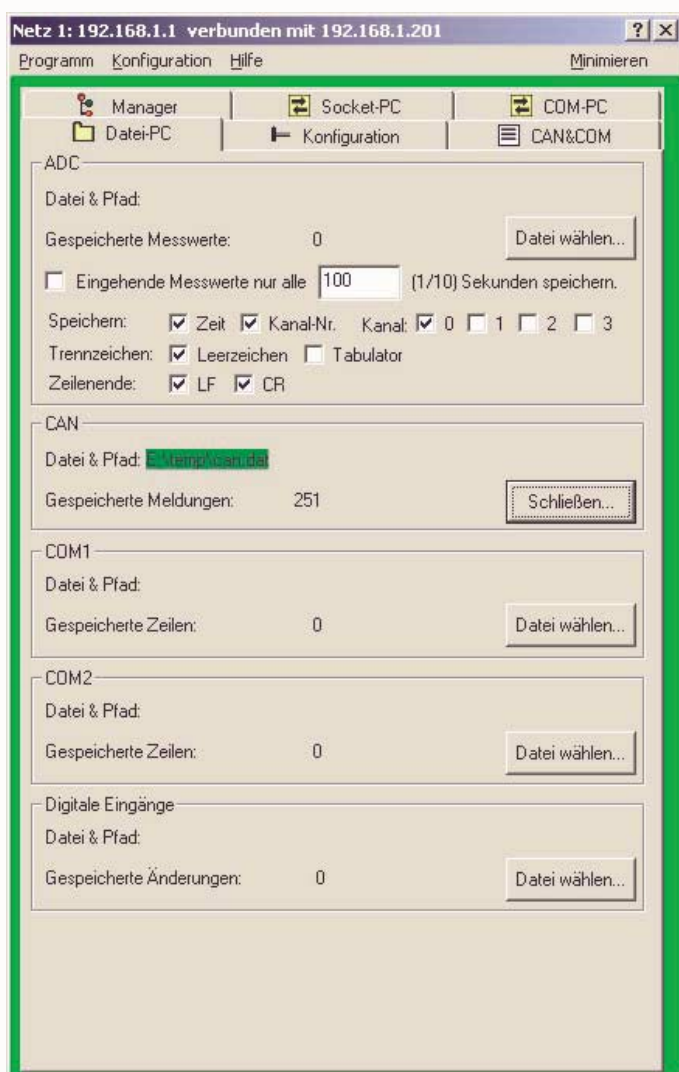 Netz 1: 192.168.1.1 verbunden mit 192.168.1.201
Programm Konfiguration Hilfe Minimieren
Manager Socket-PC COM-PC
Datei-PC Konfiguration CAN&COM
ADC
Datei & Pfad:
Gespeicherte Messwerte: 0 Datei wählen...
Eingehende Messwerte nur alle 100 (1/10) Sekunden speichern.
Speichern: Zeit Kanal-Nr. Kanal: 0 1 2 3
Trennzeichen: Leerzeichen Tabulator
Zeilenende: LF CR
CAN
Datei & Pfad: E:\temp\can.dat
Gespeicherte Meldungen: 251 Schließen...
COM1
Datei & Pfad:
Gespeicherte Zeilen: 0 Datei wählen...
COM2
Datei & Pfad:
Gespeicherte Zeilen: 0 Datei wählen...
Digitale Eingänge
Datei & Pfad:
Gespeicherte Änderungen: 0 Datei wählen...